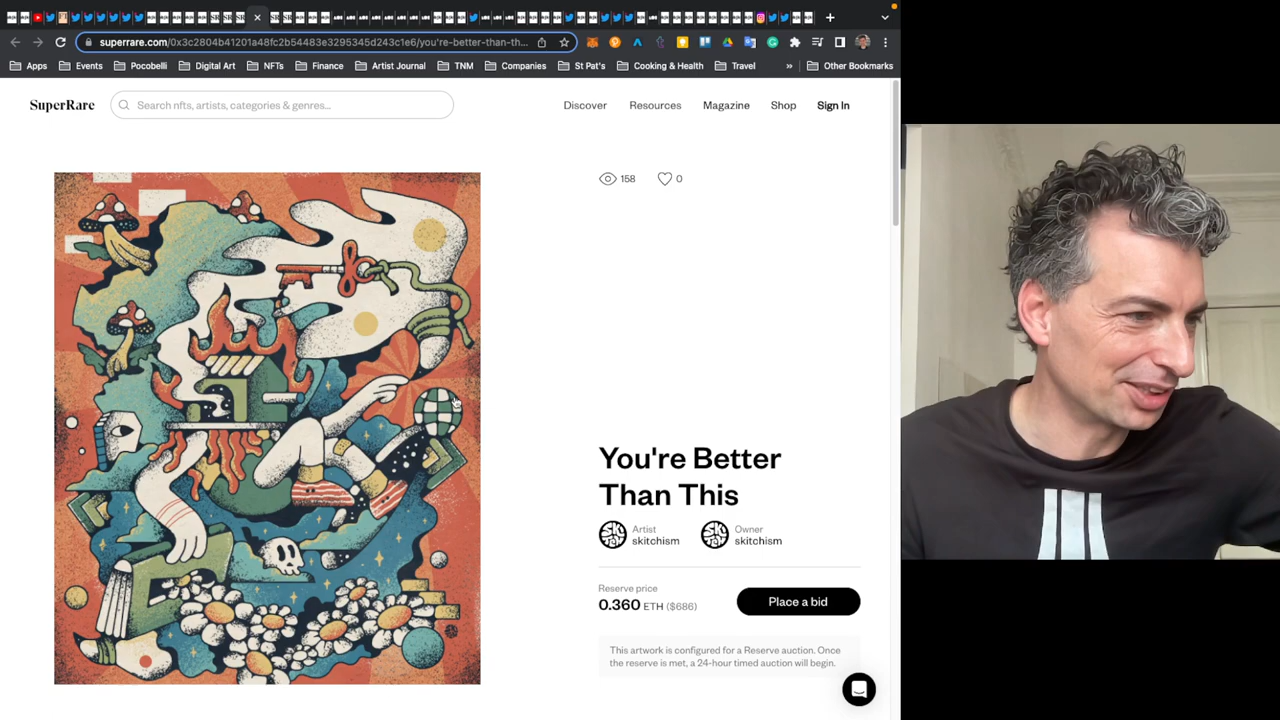 superrare.com/0x3c2804b41201a48fc2b54483e3295345d243c1e6/you're-better-than-th...
Apps Events Pocobelli Digital Art NFTs Finance Artist Journal TNM Companies St Pat's Cooking & Health Travel » Other Bookmarks
SuperRare Search nfts, artists, categories & genres... Discover Resources Magazine Shop Sign In
158 0
You're Better
Than This
Artist
skitchism
Owner
skitchism
Reserve price
0.360 ETH ($686)
Place a bid
This artwork is configured for a Reserve auction. Once
the reserve is met, a 24-hour timed auction will begin.